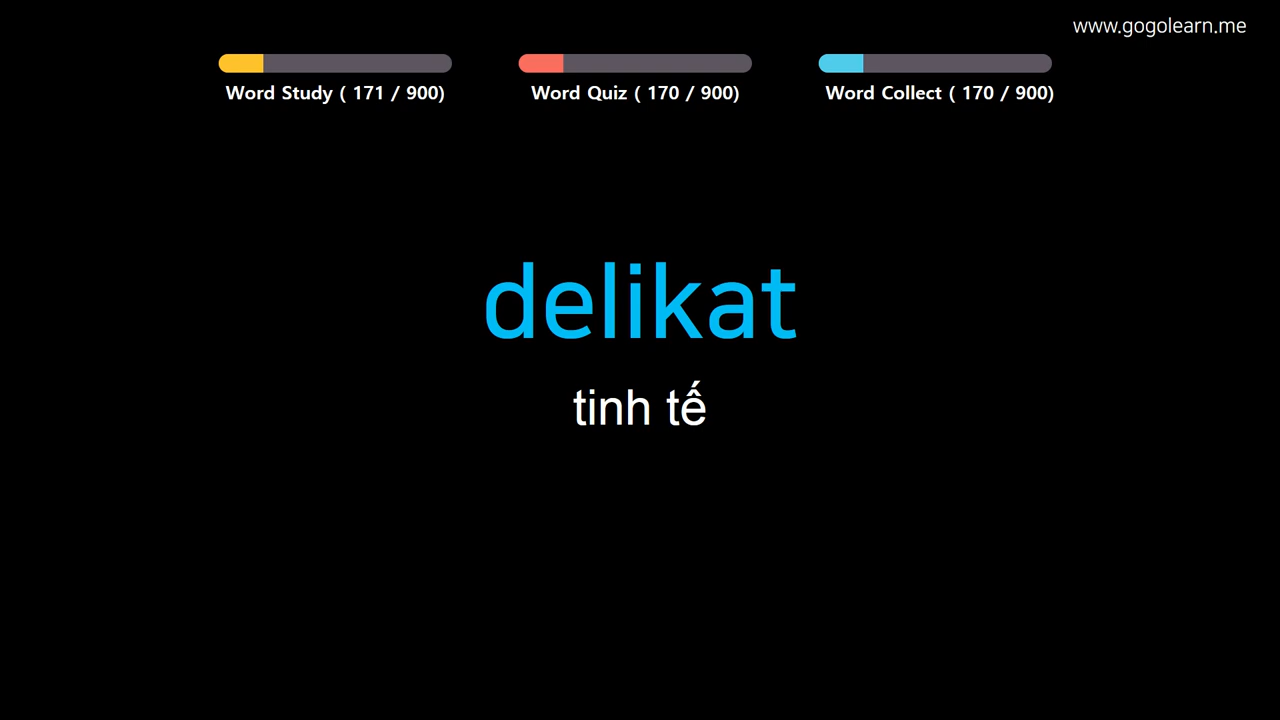 www.gogolearn.me
Word Study ( 171 / 900)
Word Quiz ( 170 / 900)
Word Collect ( 170 / 900)
delikat
tinh tế